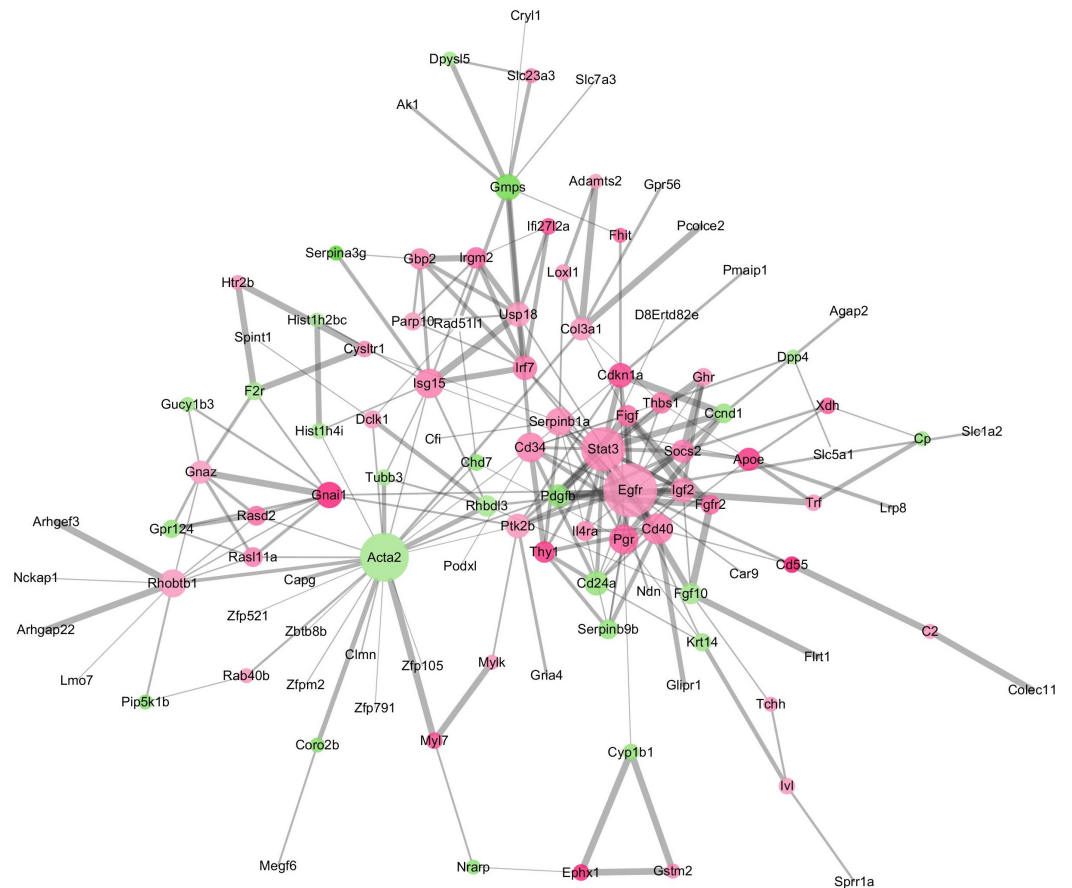 Cryl1
Dpysl5
Slc23a3
Slc7a3
Ak1
Gmps
Adamts2
Gpr56
Ifi27l2a
Fhit
Pcolce2
Serpina3g
Gbp2
Irgm2
Loxl1
Pmaip1
Htr2b
Hist1h2bc
Parp10
Rad51l1
Usp18
Col3a1
D8Ertd82e
Agap2
Spint1
Cysltr1
Dpp4
Irf7
Cdkn1a
Ghr
F2r
Isg15
Gucy1b3
Thbs1
Xdh
Figf
Ccnd1
Dclk1
Serpinb1a
Hist1h4i
Cfi
Cd34
Stat3
Socs2
Slc5a1
Cp
Slc1a2
Chd7
Apoe
Gnaz
Tubb3
Gnai1
Pdgfb
Egfr
Igf2
Fgfr2
Trf
Lrp8
Rhbdl3
Arhgef3
Gpr124
Rasd2
Ptk2b
Il4ra
Cd40
Pgr
Rasl11a
Acta2
Thy1
Podxl
Cd55
Car9
Nckap1
Rhobtb1
Capg
Cd24a
Ndn
Fgf10
Zfp521
Arhgap22
Zbtb8b
Serpinb9b
Krt14
C2
Clmn
Flrt1
Zfp105
Mylk
Lmo7
Rab40b
Zfpm2
Gria4
Glipr1
Colec11
Pip5k1b
Zfp791
Tchh
Coro2b
Myl7
Cyp1b1
Ivl
Megf6
Nrarp
Ephx1
Gstm2
Sprr1a